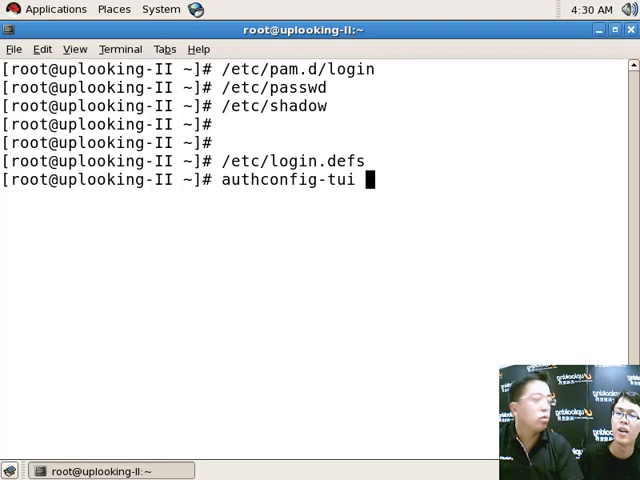 Applications Places System
4:30 AM
root@uplooking-II:~
File Edit View Terminal Tabs Help
[root@uplooking-II ~]# /etc/pam.d/login
[root@uplooking-II ~]# /etc/passwd
[root@uplooking-II ~]# /etc/shadow
[root@uplooking-II ~]#
[root@uplooking-II ~]#
[root@uplooking-II ~]# /etc/login.defs
[root@uplooking-II ~]# authconfig-tui
root@uplooking-II:~